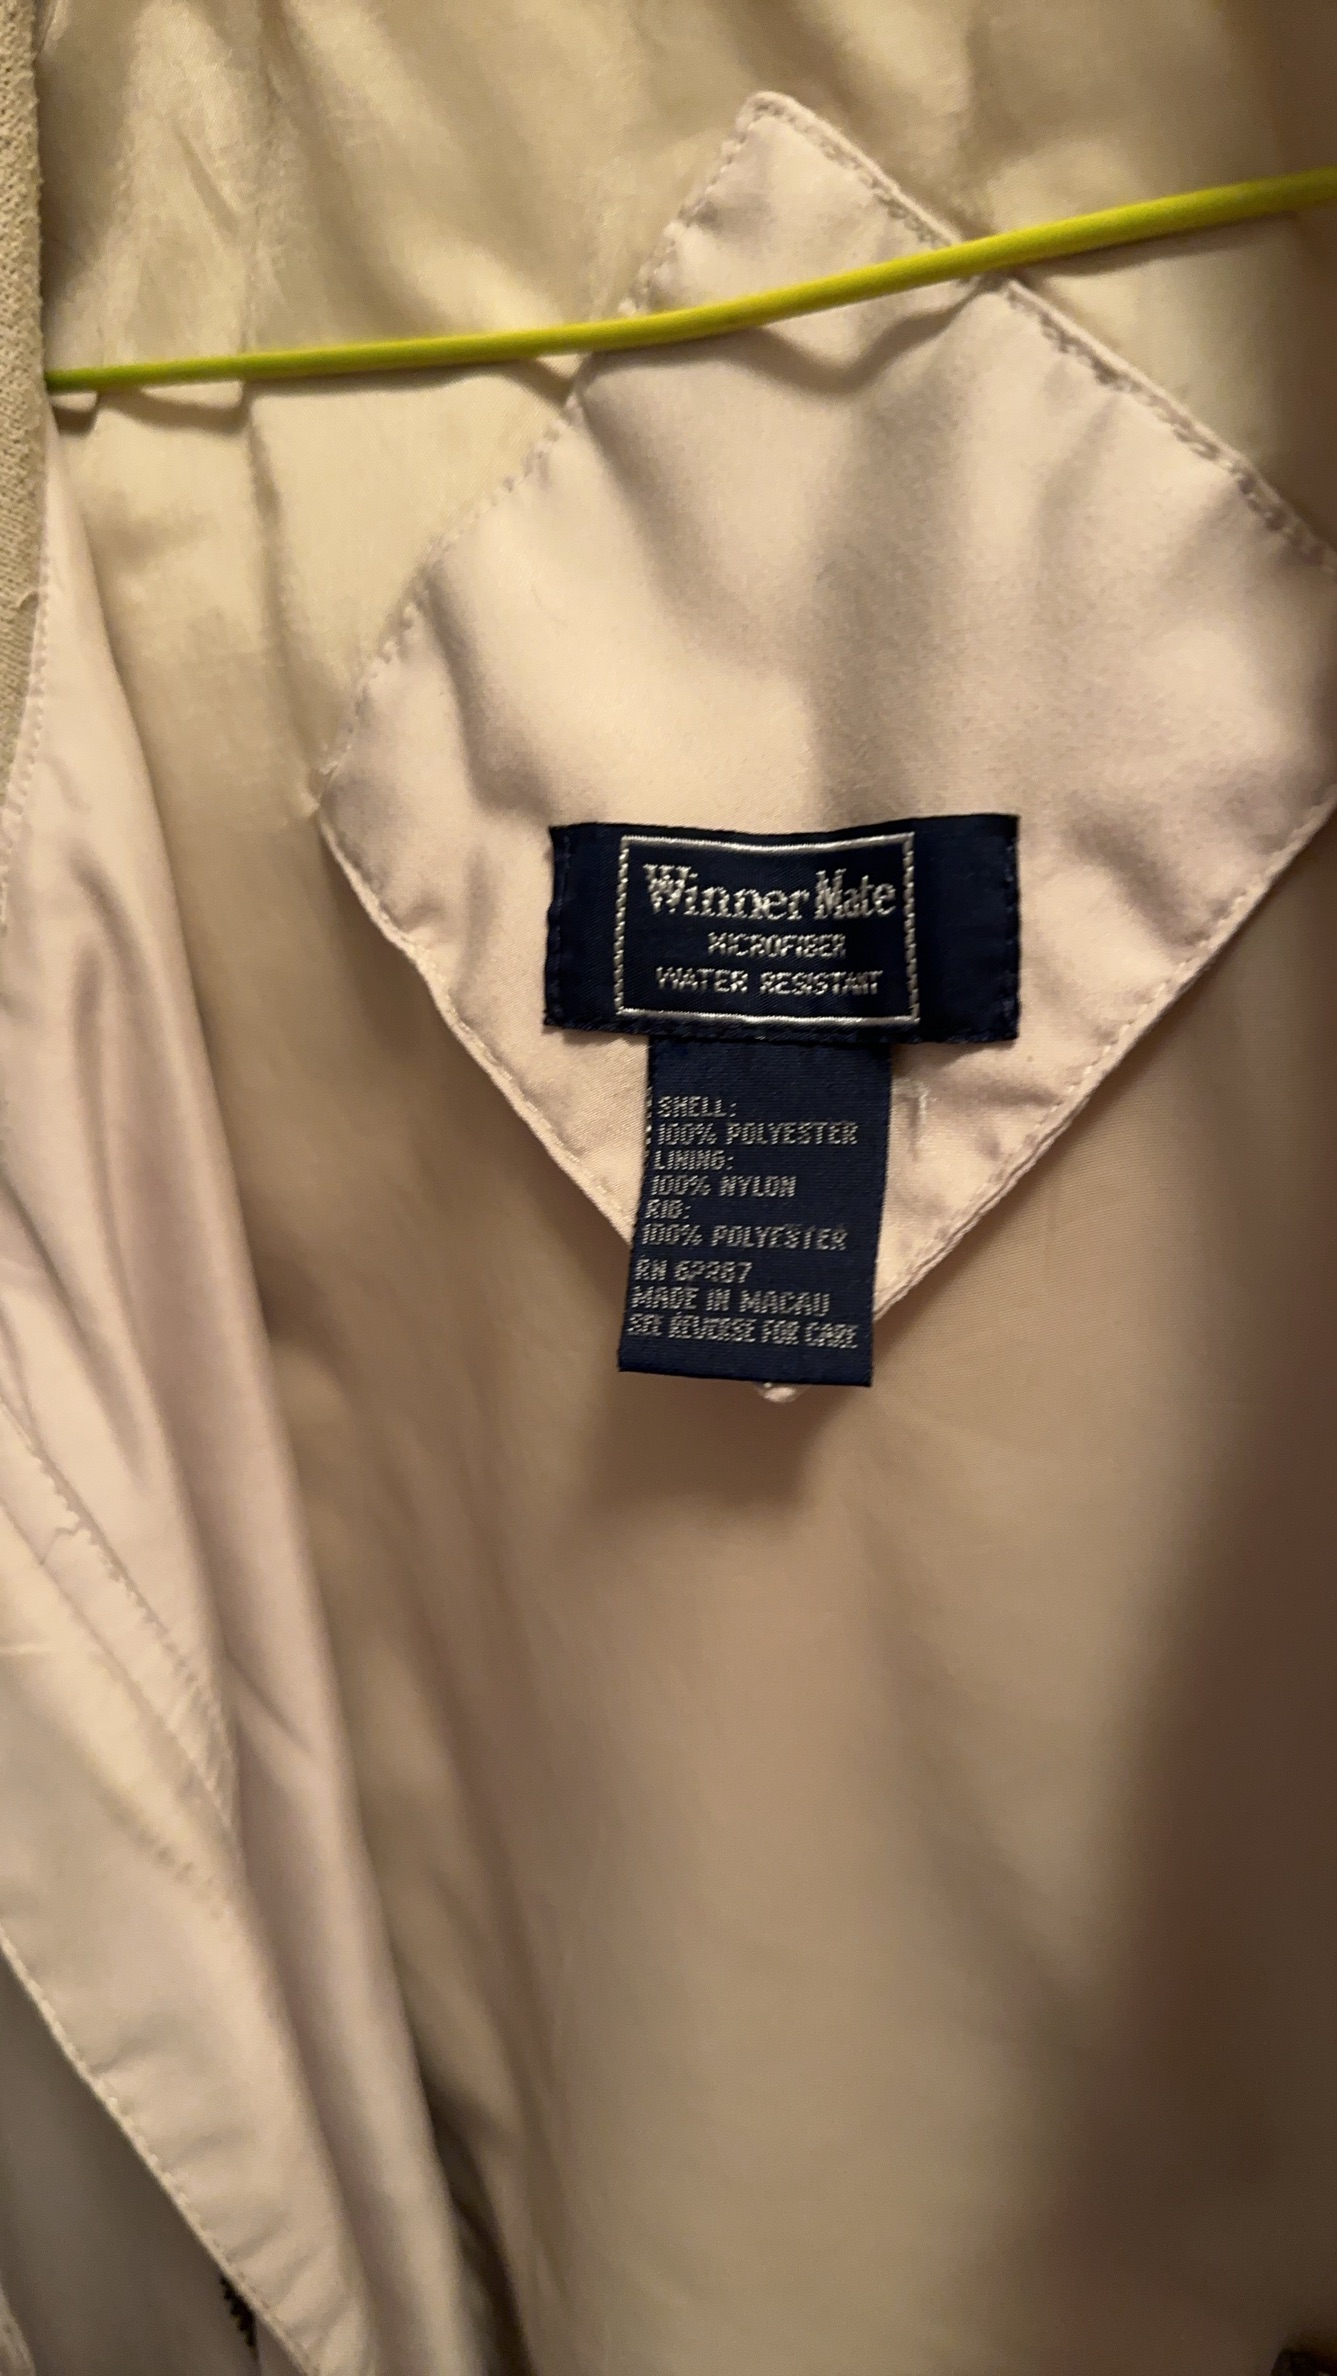 Winner Mate
MICROFIBER
WATER RESISTANT
SHELL:
100% POLYESTER
LINING:
100% NYLON
RIB:
100% POLYESTER
RN
MADE IN MACAU
SEE REVERSE FOR CARE